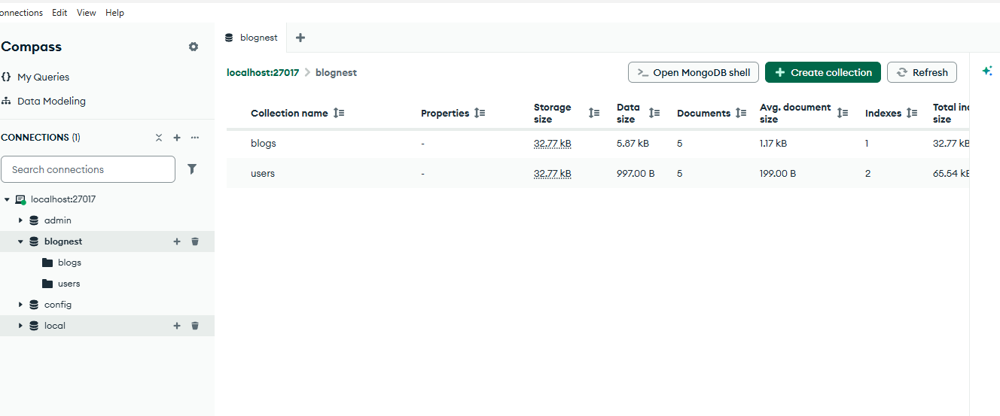 onnections Edit View Help
Compass
My Queries
Data Modeling
CONNECTIONS (1)
Search connections
localhost:27017
admin
blognest
blogs
users
config
local
blognest
localhost:27017 > blognest
Open MongoDB shell
Create collection
Refresh
Collection name Properties Storage size Data size Documents Avg. document size Indexes Total in size
blogs - 32.77 kB 5.87 kB 5 1.17 kB 1 32.77 kB
users - 32.77 kB 997.00 B 5 199.00 B 2 65.54 kB